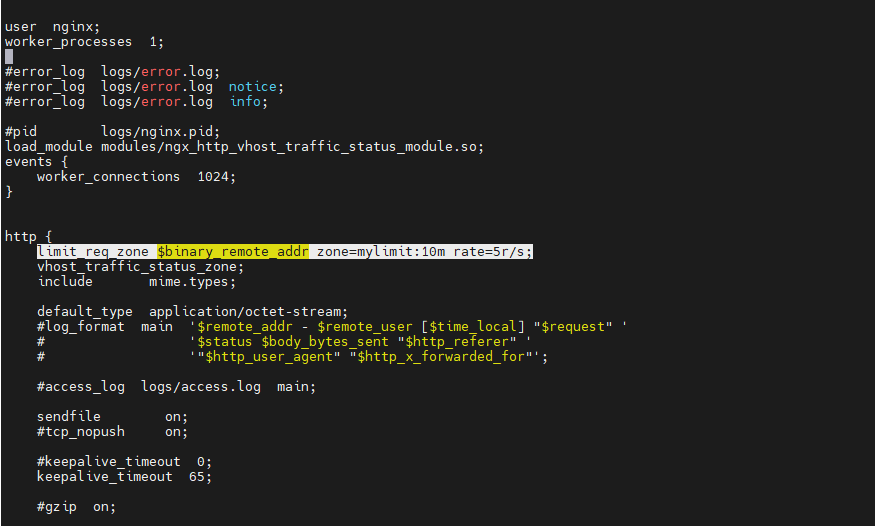 user  nginx;
worker_processes  1;
#error_log  logs/error.log;
#error_log  logs/error.log  notice;
#error_log  logs/error.log  info;
#pid        logs/nginx.pid;
load_module modules/ngx_http_vhost_traffic_status_module.so;
events {
    worker_connections  1024;
}
http {
    limit_req_zone $binary_remote_addr zone=mylimit:10m rate=5r/s;
    vhost_traffic_status_zone;
    include       mime.types;
    default_type  application/octet-stream;
    #log_format  main  '$remote_addr - $remote_user [$time_local] "$request" '
    #                  '$status $body_bytes_sent "$http_referer" '
    #                  '"$http_user_agent" "$http_x_forwarded_for"';
    #access_log  logs/access.log  main;
    sendfile        on;
    #tcp_nopush     on;
    #keepalive_timeout  0;
    keepalive_timeout  65;
    #gzip  on;